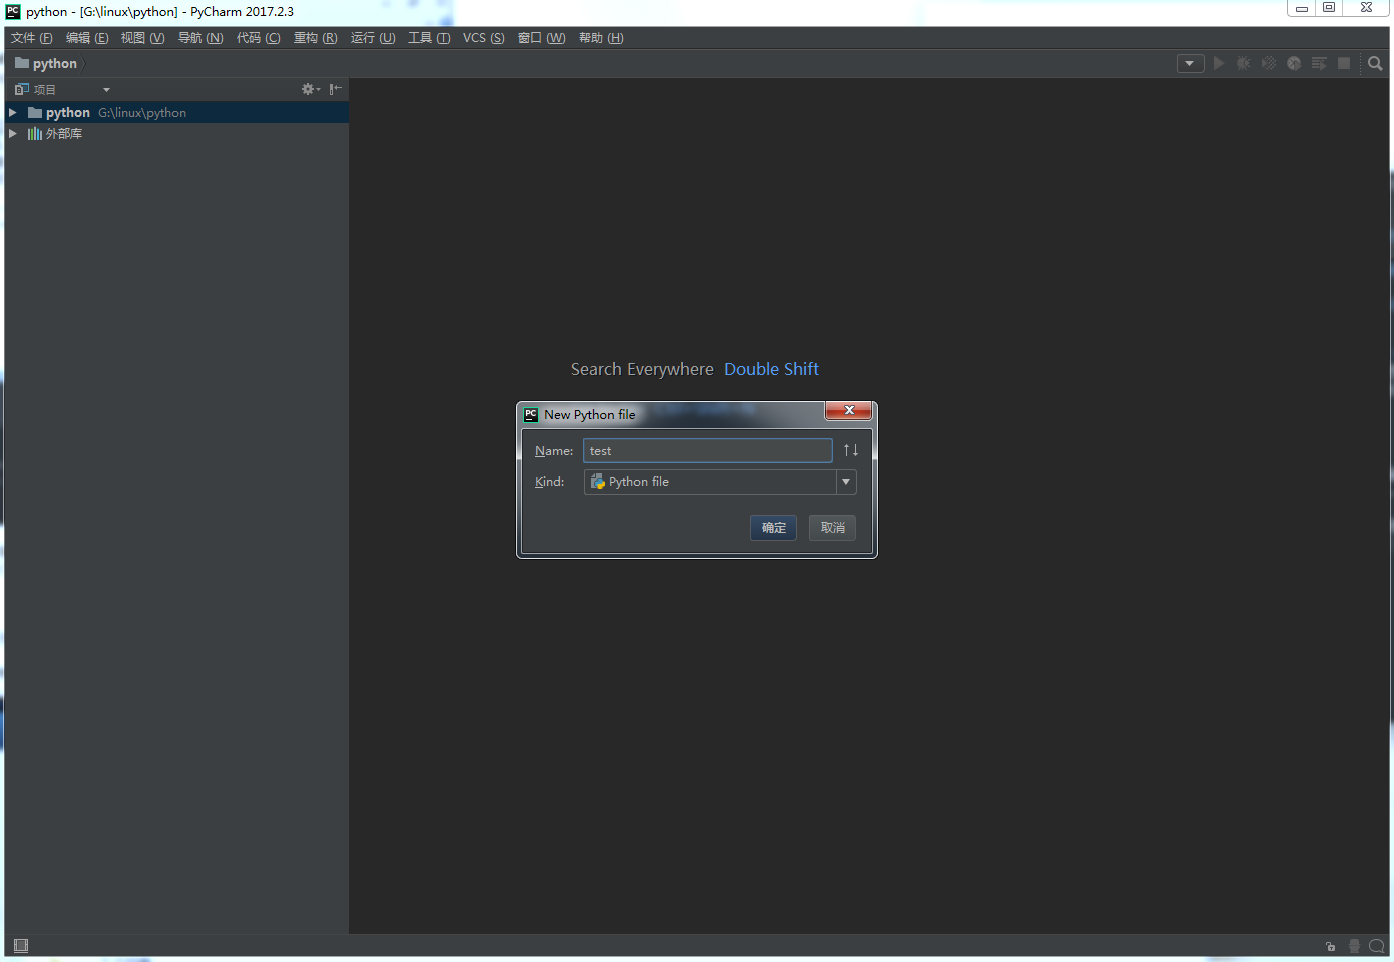 python - [G:\linux\python] - PyCharm 2017.2.3
文件 (F) 编辑 (E) 视图 (V) 导航 (N) 代码 (C) 重构 (R) 运行 (U) 工具 (T) VCS (S) 窗口 (W) 帮助 (H)
python
项目
python G:\linux\python
外部库
Search Everywhere Double Shift
New Python file
Name: test
Kind: Python file
确定 取消